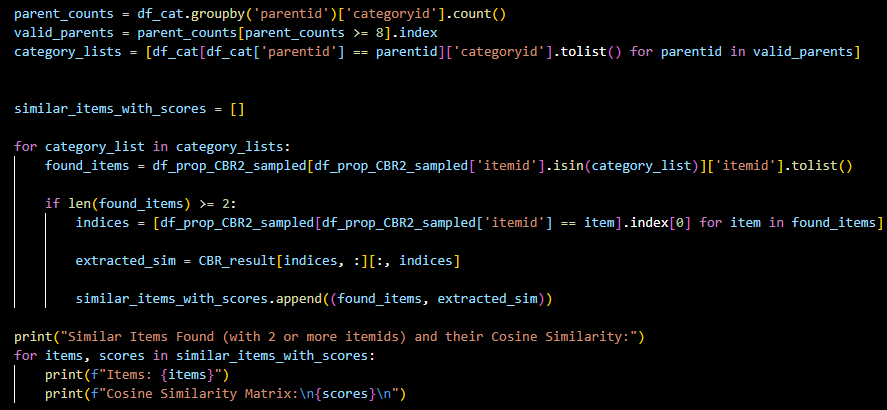 parent_counts = df_cat.groupby('parentid')['categoryid'].count()
valid_parents = parent_counts[parent_counts >= 8].index
category_lists = [df_cat[df_cat['parentid'] == parentid]['categoryid'].tolist() for parentid in valid_parents]
similar_items_with_scores = []
for category_list in category_lists:
    found_items = df_prop_CBR2_sampled[df_prop_CBR2_sampled['itemid'].isin(category_list)]['itemid'].tolist()
    if len(found_items) >= 2:
        indices = [df_prop_CBR2_sampled[df_prop_CBR2_sampled['itemid'] == item].index[0] for item in found_items]
        extracted_sim = CBR_result[indices, :][:, indices]
        similar_items_with_scores.append((found_items, extracted_sim))
print("Similar Items Found (with 2 or more itemids) and their Cosine Similarity:")
for items, scores in similar_items_with_scores:
    print(f"Items: {items}")
    print(f"Cosine Similarity Matrix:\n{scores}\n")